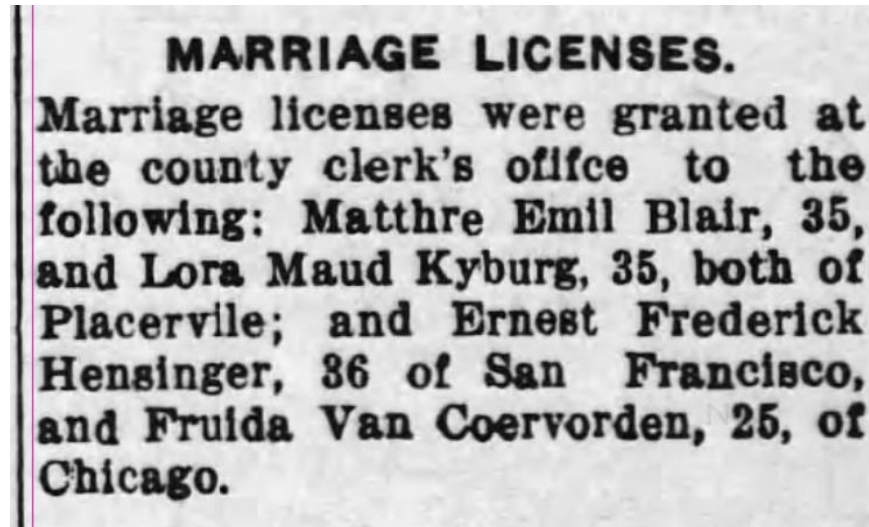 MARRIAGE LICENSES.
Marriage licenses were granted at
the county clerk's ofifce to the
following: Matthre Emil Blair, 35,
and Lora Maud Kyburg, 35, both of
Placervile; and Ernest Frederick
Hensinger, 36 of San Francisco,
and Fruida Van Coervorden, 25, of
Chicago.